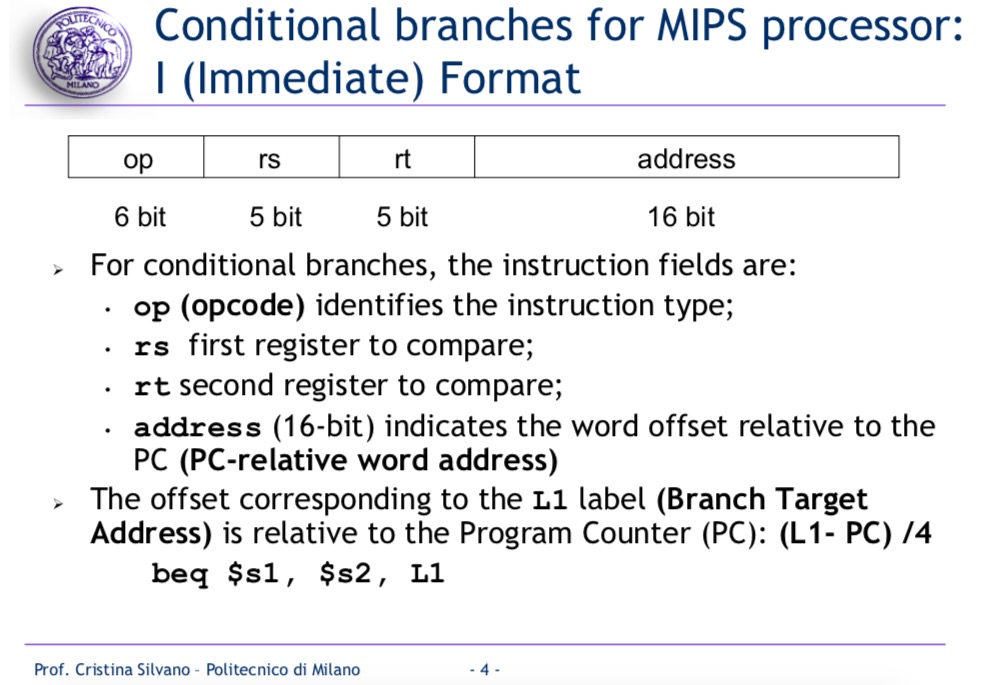 POLITECNICO
MILANO
Conditional branches for MIPS processor:
I (Immediate) Format
op rs rt address
6 bit 5 bit 5 bit 16 bit
➢ For conditional branches, the instruction fields are:
• op (opcode) identifies the instruction type;
• rs first register to compare;
• rt second register to compare;
• address (16-bit) indicates the word offset relative to the
PC (PC-relative word address)
➢ The offset corresponding to the L1 label (Branch Target
Address) is relative to the Program Counter (PC): (L1- PC) /4
beq $s1, $s2, L1
Prof. Cristina Silvano – Politecnico di Milano - 4 -